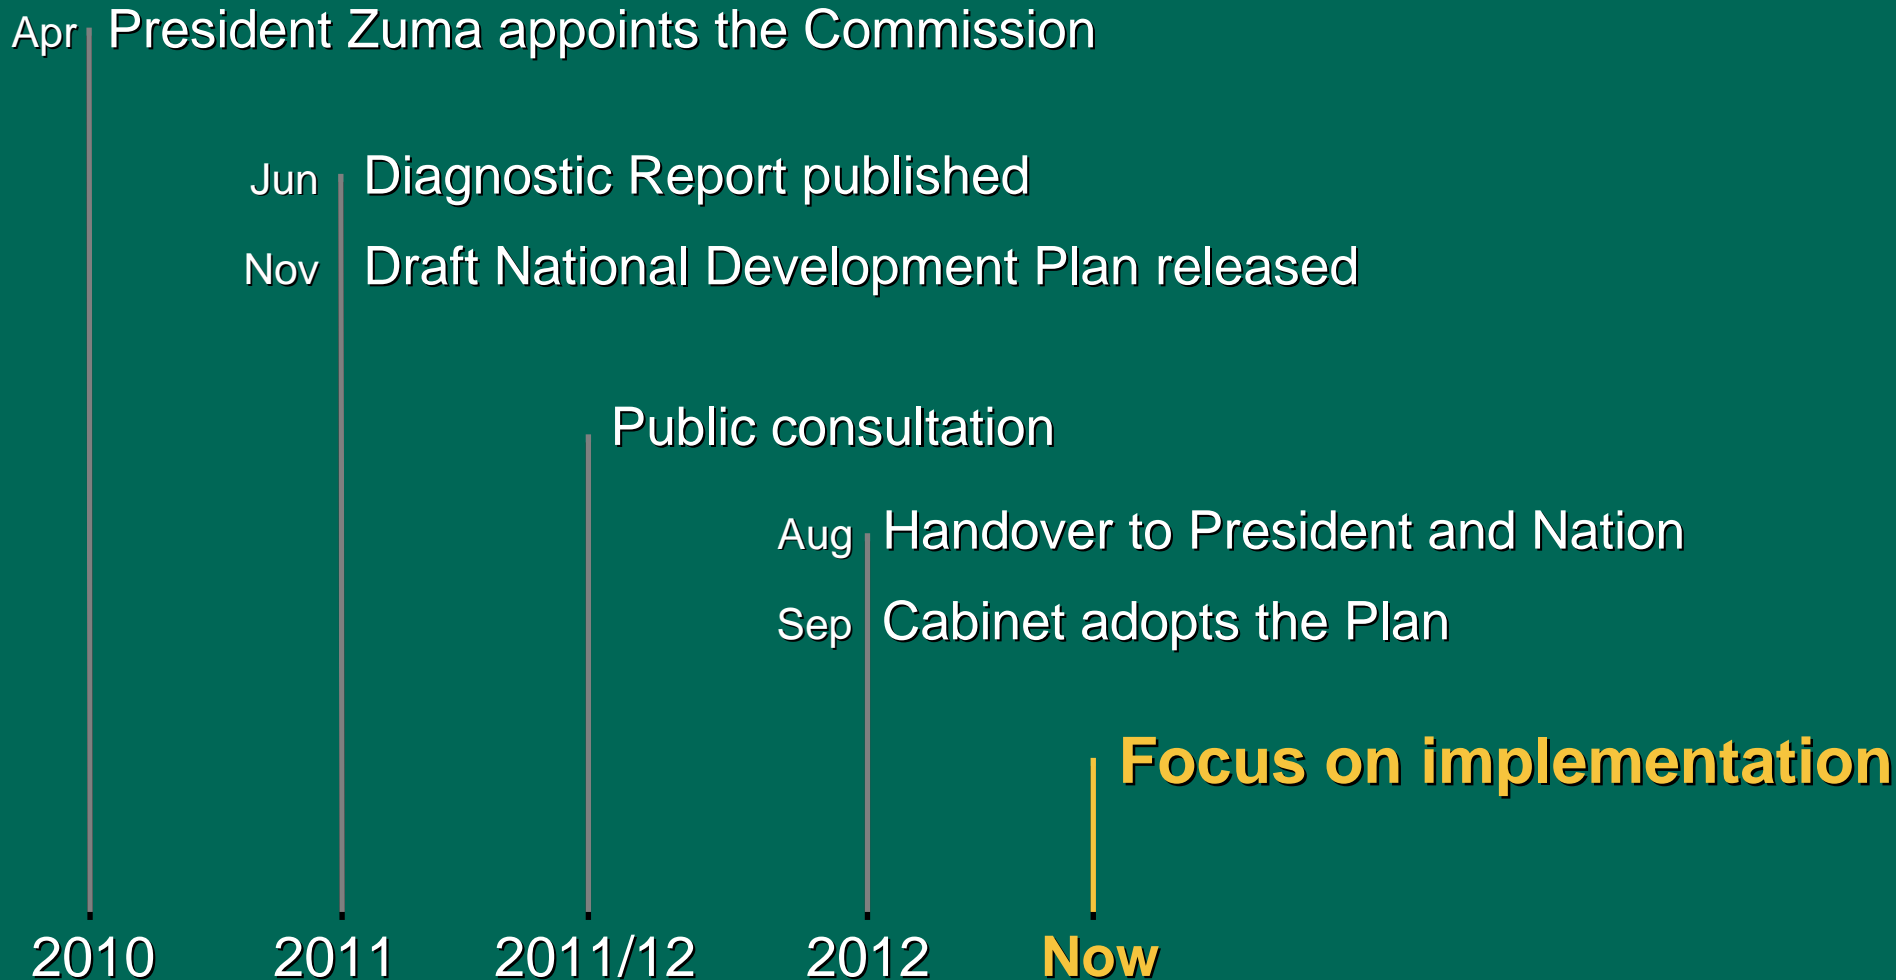 Apr President Zuma appoints the Commission
Jun Diagnostic Report published
Nov Draft National Development Plan released
Public consultation
Aug Handover to President and Nation
Sep Cabinet adopts the Plan
Focus on implementation
2010 2011 2011/12 2012 Now